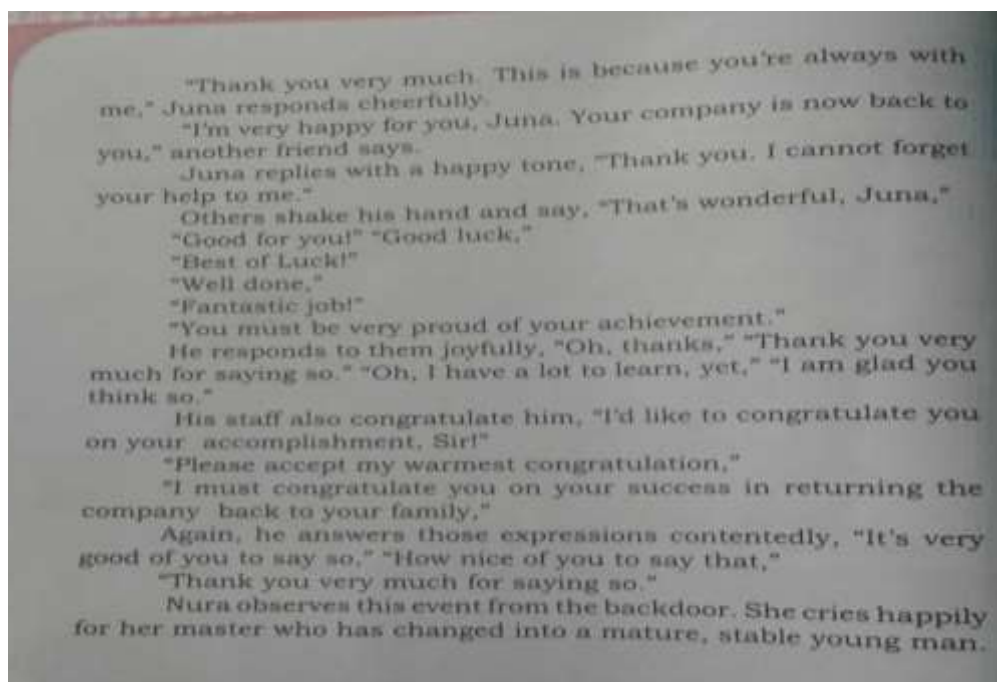 "Thank you very much. This is because you're always with
me," Juna responds cheerfully.
"I'm very happy for you, Juna. Your company is now back to
you," another friend says.
Juna replies with a happy tone, "Thank you. I cannot forget
your help to me."
Others shake his hand and say, "That's wonderful, Juna,"
"Good for you!" "Good luck,"
"Best of Luck!"
"Well done,"
"Fantastic job!"
"You must be very proud of your achievement."
He responds to them joyfully, "Oh, thanks," "Thank you very
much for saying so." "Oh, I have a lot to learn, yet," "I am glad you
think so."
His staff also congratulate him, "I'd like to congratulate you
on your accomplishment, Sir!"
"Please accept my warmest congratulation,"
"I must congratulate you on your success in returning the
company back to your family,"
Again, he answers those expressions contentedly, "It's very
good of you to say so," "How nice of you to say that,"
"Thank you very much for saying so."
Nura observes this event from the backdoor. She cries happily
for her master who has changed into a mature, stable young man.